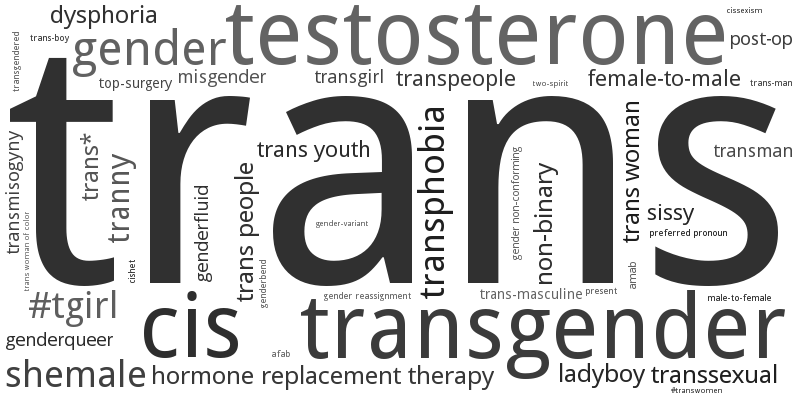 dysphoria
testosterone
cissexism
transgendered
trans-boy
gender
post-op
top-surgery
misgender
transgirl
transpeople
two-spirit
female-to-male
trans-man
trans
transmisogyny
trans*
tranny
trans youth
transphobia
trans woman
transman
gender non-conforming
non-binary
genderfluid
trans people
sissy
gender-variant
preferred pronoun
trans woman of color
cishet
genderbend
amab
#tgirl
gender reassignment
trans-masculine
present
male-to-female
cis
transgender
genderqueer
afab
shemale
hormone replacement therapy
ladyboy
transsexual
#transwomen